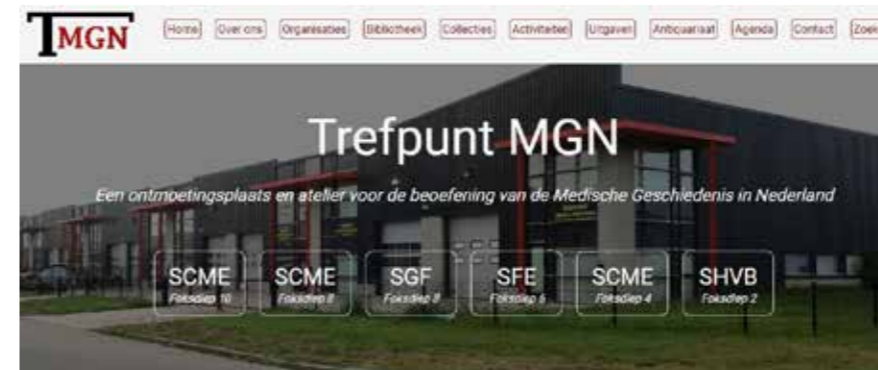 TMGN
Home Over ons Organisaties Bibliotheek Collecties Activiteiten Uitgaven Antiquariaat Agenda Contact Zoek
Trefpunt MGN
Een ontmoetingsplaats en atelier voor de beoefening van de Medische Geschiedenis in Nederland
SCME SCME SGF SFE SCME SHVB
Foksdiep 10 Foksdiep 8 Foksdiep 8 Foksdiep 6 Foksdiep 4 Foksdiep 2